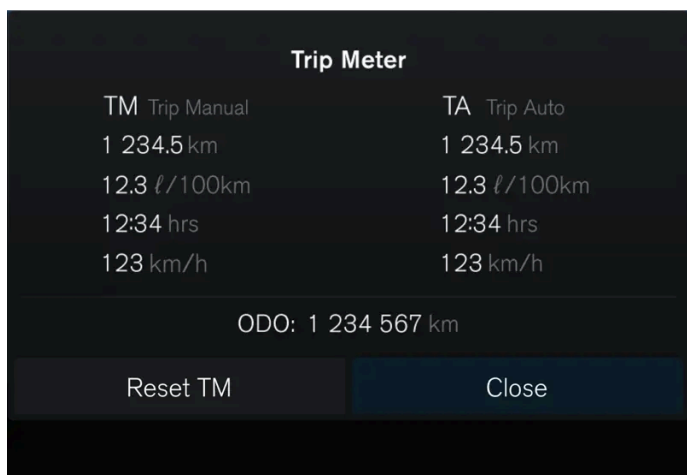 Trip Meter
TM Trip Manual
1 234.5 km
12.3 ℓ/100km
12:34 hrs
123 km/h
TA Trip Auto
1 234.5 km
12.3 ℓ/100km
12:34 hrs
123 km/h
ODO: 1 234 567 km
Reset TM
Close